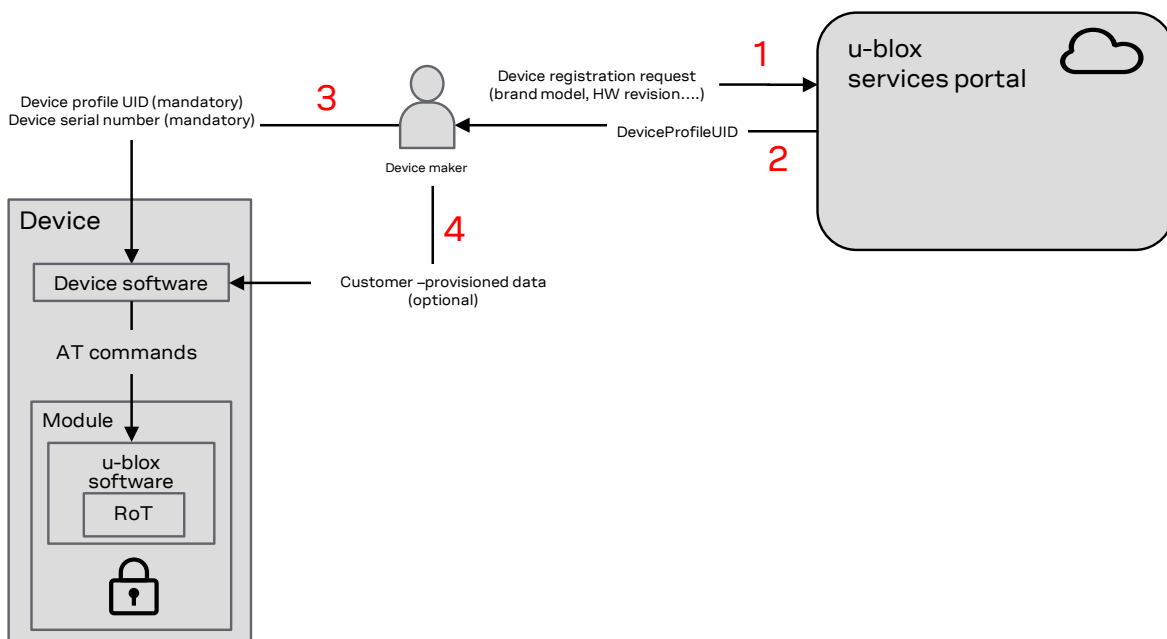 u-blox
services portal
1
Device registration request
(brand model, HW revision....)
DeviceProfileUID
2
3
Device profile UID (mandatory)
Device serial number (mandatory)
Device maker
4
Customer –provisioned data
(optional)
Device
Device software
AT commands
Module
u-blox
software
RoT